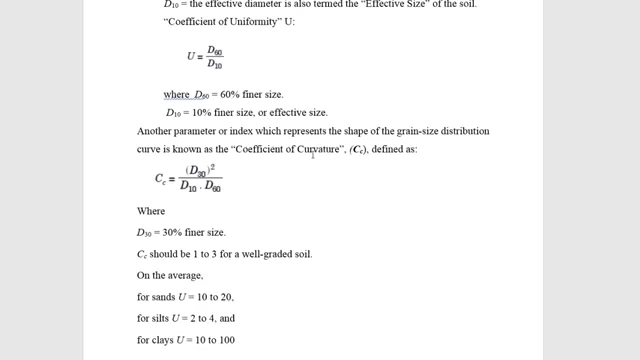 D10 = the effective diameter is also termed the “Effective Size” of the soil.
“Coefficient of Uniformity” U:
U = D60 / D10
where D60 = 60% finer size.
D10 = 10% finer size, or effective size.
Another parameter or index which represents the shape of the grain-size distribution
curve is known as the “Coefficient of Curvature”, (Cc), defined as:
Cc = (D30)² / D10 . D60
Where
D30 = 30% finer size.
Cc should be 1 to 3 for a well-graded soil.
On the average,
for sands U = 10 to 20,
for silts U = 2 to 4, and
for clays U = 10 to 100